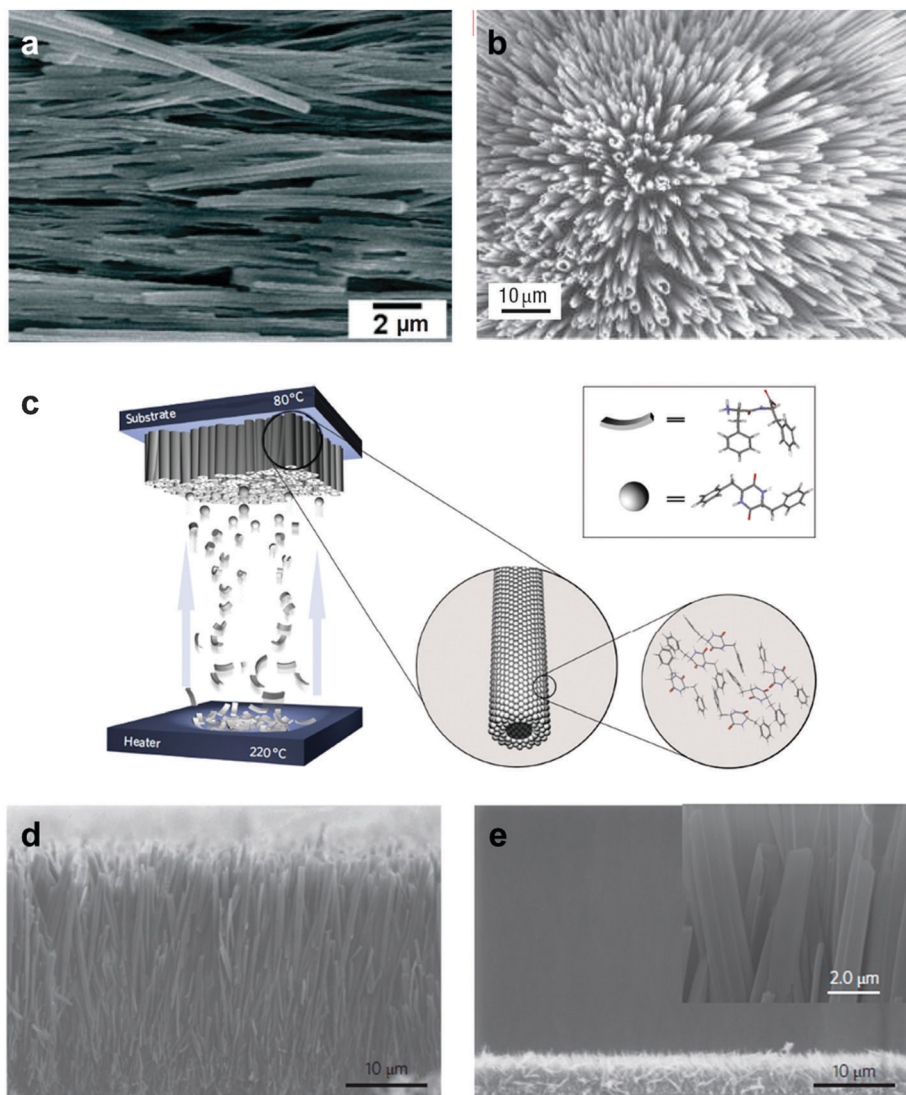 a
2 µm
b
10 µm
c
Substrate
80°C
Heater
220°C
=
=
d
10 µm
e
2.0 µm
10 µm